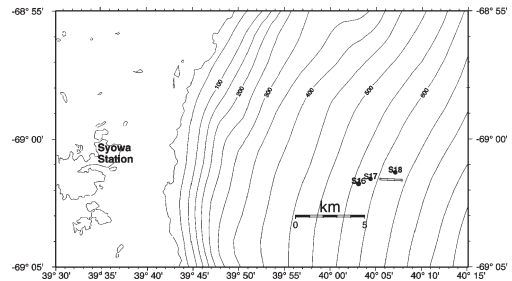 -68˚ 55' -68˚ 55'
100 200 300 400 500 600
-69˚ 00' -69˚ 00'
Syowa
Station
S16 S17 S18
km
0 5
-69˚ 05' -69˚ 05'
39˚ 30' 39˚ 35' 39˚ 40' 39˚ 45' 39˚ 50' 39˚ 55' 40˚ 00' 40˚ 05' 40˚ 10' 40˚ 15'